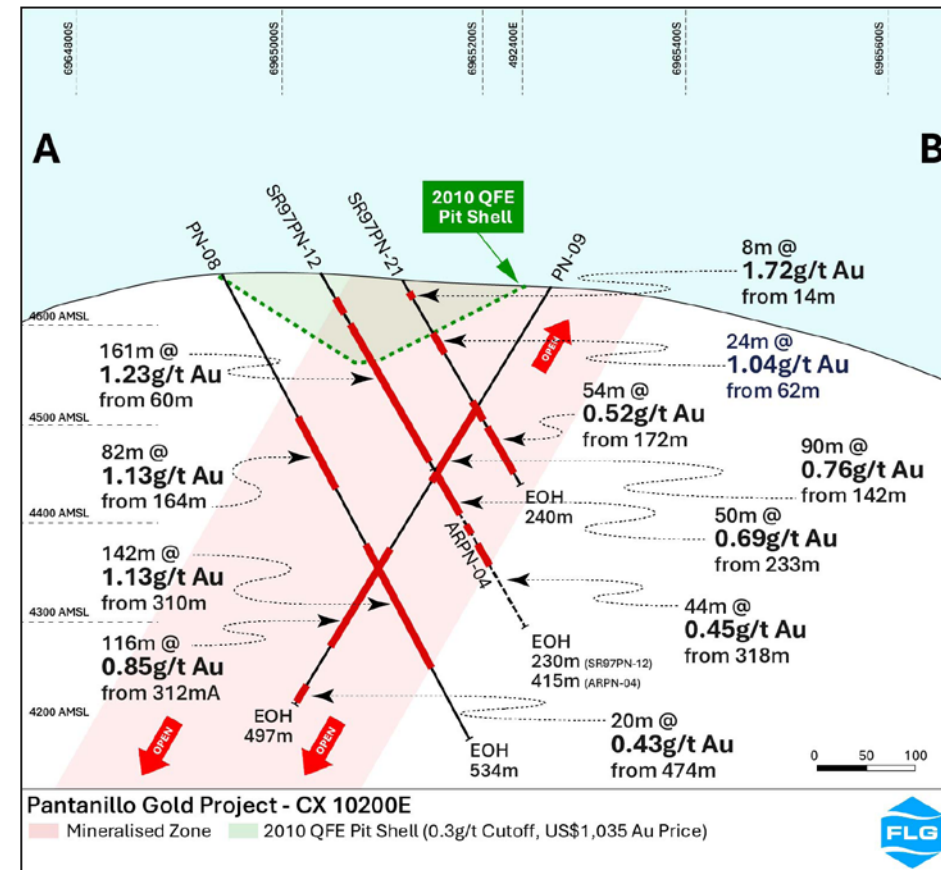 6964800S
6965000S
6965200S
492400E
6965400S
6965600S
A
B
2010 QFE
Pit Shell
PN-08
SR97PN-12
SR97PN-21
PN-09
8m @
1.72g/t Au
from 14m
4600 AMSL
OPEN
24m @
1.04g/t Au
from 62m
161m @
1.23g/t Au
from 60m
54m @
0.52g/t Au
from 172m
4500 AMSL
82m @
1.13g/t Au
from 164m
90m @
0.76g/t Au
from 142m
EOH
240m
50m @
0.69g/t Au
from 233m
4400 AMSL
ARPN-04
142m @
1.13g/t Au
from 310m
44m @
0.45g/t Au
from 318m
4300 AMSL
116m @
0.85g/t Au
from 312mA
EOH
230m (SR97PN-12)
415m (ARPN-04)
4200 AMSL
EOH
497m
20m @
0.43g/t Au
from 474m
OPEN
OPEN
EOH
534m
0 50 100
Pantanillo Gold Project - CX 10200E
Mineralised Zone 2010 QFE Pit Shell (0.3g/t Cutoff, US$1,035 Au Price)
FLG